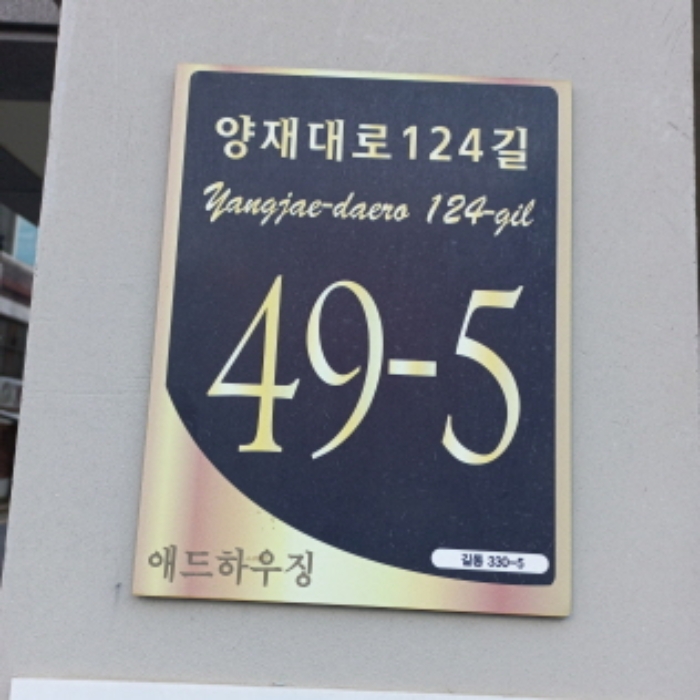 양재대로124길
Yangjae-daero 124-gil
49-5
길동 330-5
애드하우징